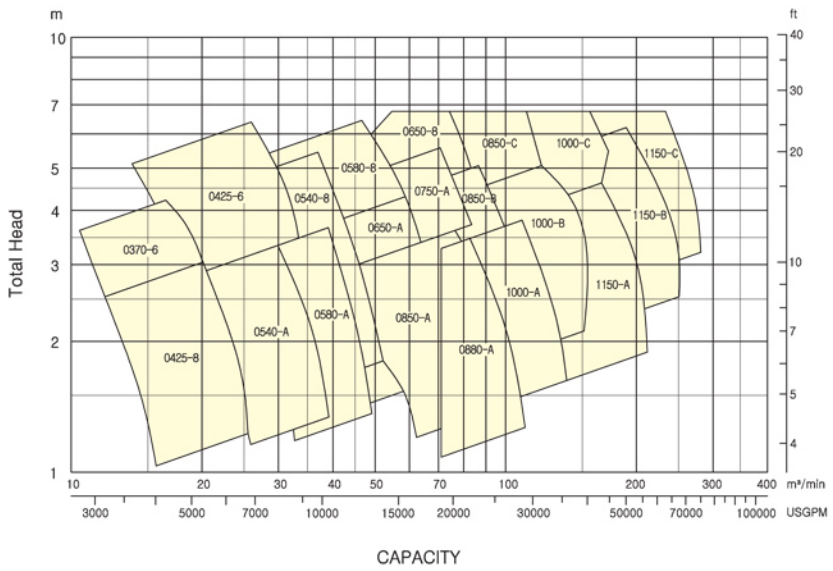 m
ft
10
7
5
4
3
2
1
40
30
20
10
7
5
4
Total Head
0650-B
0850-C
1000-C
1150-C
0580-B
0750-A
0425-6
0540-B
0850-B
0650-A
1000-B
1150-B
0370-6
1000-A
1150-A
0580-A
0850-A
0540-A
0880-A
0425-8
10 20 30 40 50 70 100 200 300 400 m³/min
3000 5000 7000 10000 15000 20000 30000 50000 70000 100000 USGPM
CAPACITY